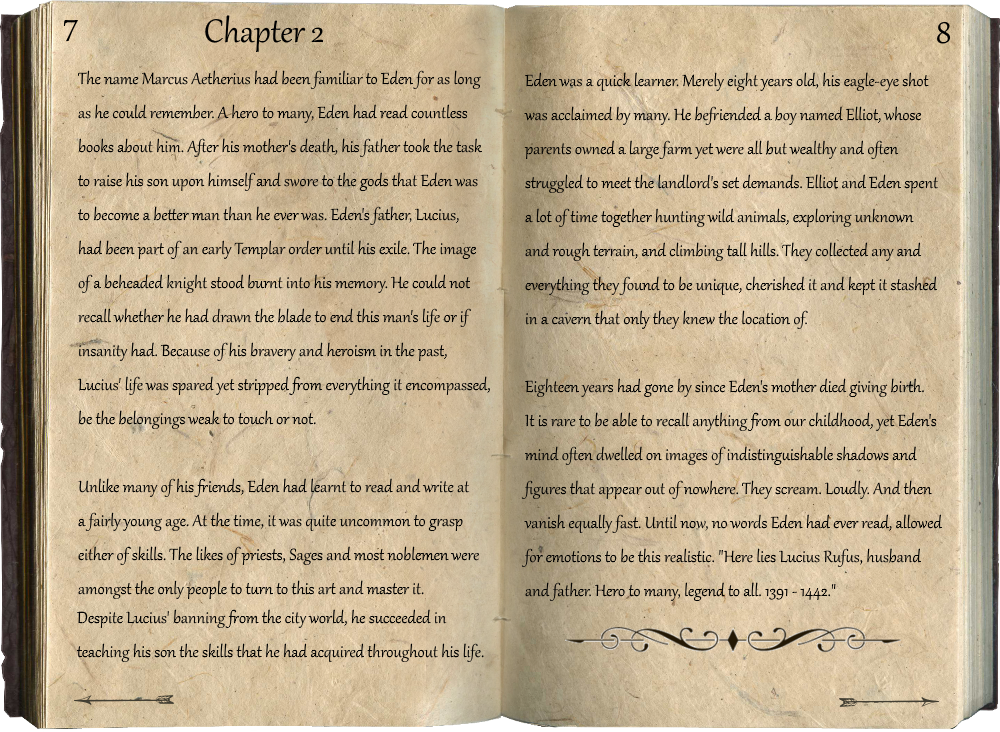 7
Chapter 2
The name Marcus Aetherius had been familiar to Eden for as long
as he could remember. A hero to many, Eden had read countless
books about him. After his mother's death, his father took the task
to raise his son upon himself and swore to the gods that Eden was
to become a better man than he ever was. Eden's father, Lucius,
had been part of an early Templar order until his exile. The image
of a beheaded knight stood burnt into his memory. He could not
recall whether he had drawn the blade to end this man's life or if
insanity had. Because of his bravery and heroism in the past,
Lucius' life was spared yet stripped from everything it encompassed,
be the belongings weak to touch or not.
Unlike many of his friends, Eden had learnt to read and write at
a fairly young age. At the time, it was quite uncommon to grasp
either of skills. The likes of priests, Sages and most noblemen were
amongst the only people to turn to this art and master it.
Despite Lucius' banning from the city world, he succeeded in
teaching his son the skills that he had acquired throughout his life.
8
Eden was a quick learner. Merely eight years old, his eagle-eye shot
was acclaimed by many. He befriended a boy named Elliot, whose
parents owned a large farm yet were all but wealthy and often
struggled to meet the landlord's set demands. Elliot and Eden spent
a lot of time together hunting wild animals, exploring unknown
and rough terrain, and climbing tall hills. They collected any and
everything they found to be unique, cherished it and kept it stashed
in a cavern that only they knew the location of.
Eighteen years had gone by since Eden's mother died giving birth.
It is rare to be able to recall anything from our childhood, yet Eden's
mind often dwelled on images of indistinguishable shadows and
figures that appear out of nowhere. They scream. Loudly. And then
vanish equally fast. Until now, no words Eden had ever read, allowed
for emotions to be this realistic. "Here lies Lucius Rufus, husband
and father. Hero to many, legend to all. 1391 - 1442."